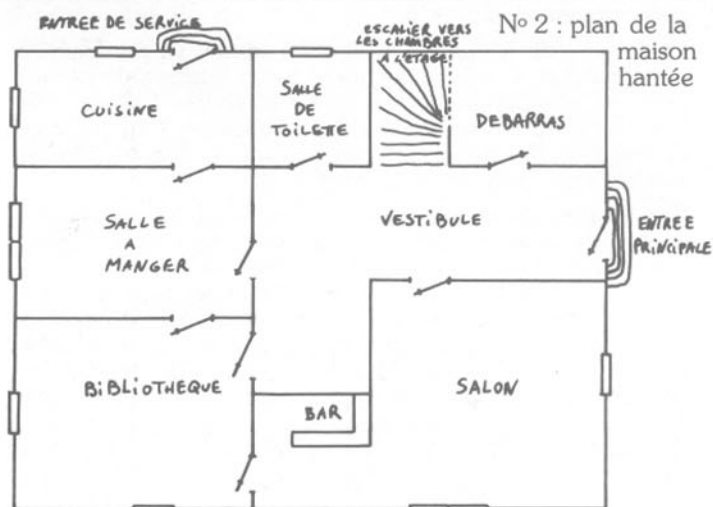 ENTREE DE SERVICE
ESCALIER VERS
LES CHAMBRES
A L'ETAGE
No 2 : plan de la
maison
hantée
CUISINE
SALLE
DE
TOILETTE
DEBARRAS
SALLE
A
MANGER
VESTIBULE
ENTREE
PRINCIPALE
BIBLIOTHEQUE
BAR
SALON